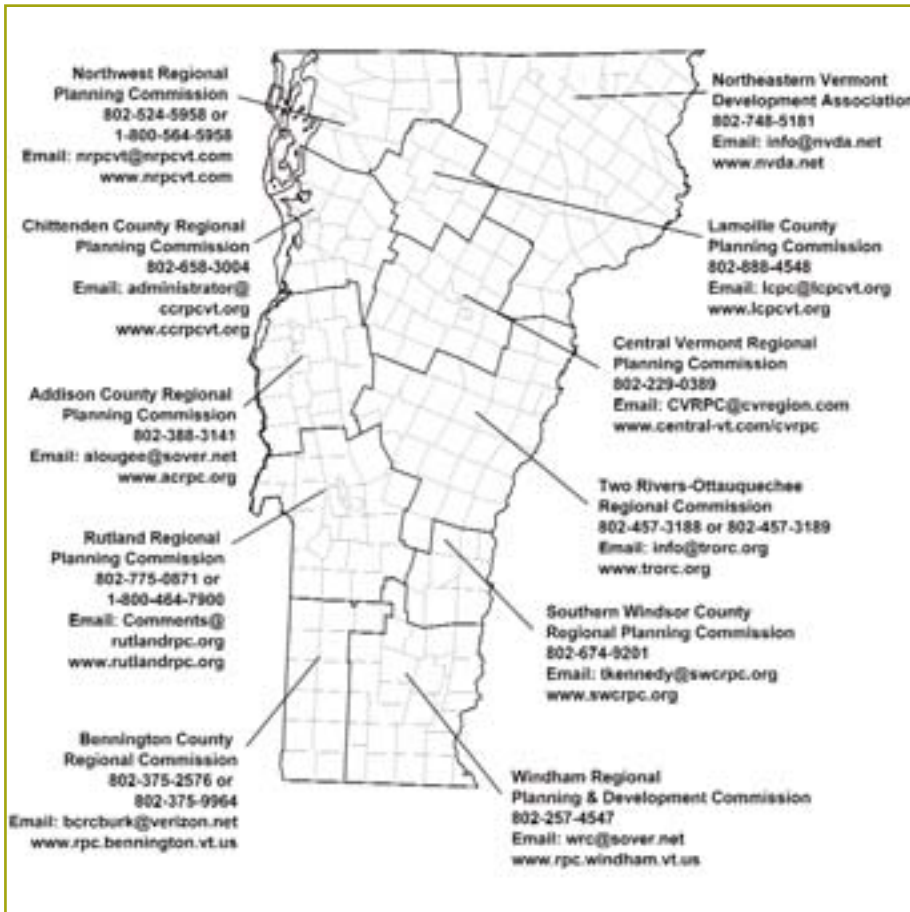 Northwest Regional
Planning Commission
802-524-5958 or
1-800-564-5958
Email: nrpcvt@nrpcvt.com
www.nrpcvt.com
Chittenden County Regional
Planning Commission
802-658-3004
Email: administrator@
ccrpcvt.org
www.ccrpcvt.org
Addison County Regional
Planning Commission
802-388-3141
Email: alougee@sover.net
www.acrpc.org
Rutland Regional
Planning Commission
802-775-0871 or
1-800-464-7900
Email: Comments@
rutlandrpc.org
www.rutlandrpc.org
Bennington County
Regional Commission
802-375-2576 or
802-375-9964
Email: bcrcburk@verizon.net
www.rpc.bennington.vt.us
Northeastern Vermont
Development Association
802-748-5181
Email: info@nvda.net
www.nvda.net
Lamoille County
Planning Commission
802-888-4548
Email: lcpc@lcpcvt.org
www.lcpcvt.org
Central Vermont Regional
Planning Commission
802-229-0389
Email: CVRPC@cvregion.com
www.central-vt.com/cvrpc
Two Rivers-Ottauquechee
Regional Commission
802-457-3188 or 802-457-3189
Email: info@trorc.org
www.trorc.org
Southern Windsor County
Regional Planning Commission
802-674-9201
Email: tkennedy@swcrpc.org
www.swcrpc.org
Windham Regional
Planning & Development Commission
802-257-4547
Email: wrc@sover.net
www.rpc.windham.vt.us